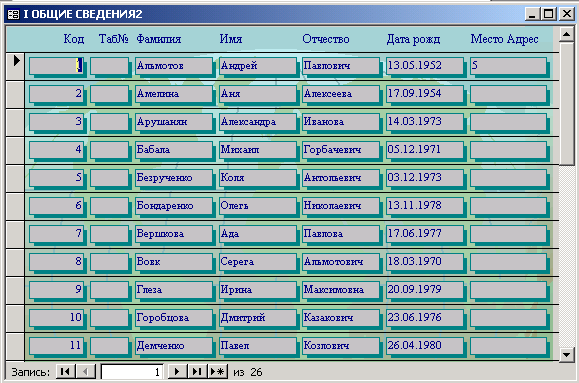 I ОБЩИЕ СВЕДЕНИЯ2
Код Таб№ Фамилия Имя Отчество Дата рожд Место Адрес
Альмотов Андрей Павлович 13.05.1952 5
2 Амелина Аня Алексеева 17.09.1954
3 Арушанян Александра Иванова 14.03.1973
4 Бабала Михаил Горбачевич 05.12.1971
5 Безрученко Коля Антольевич 03.12.1973
6 Бондаренко Олегь Николаевич 13.11.1978
7 Вершкова Ада Павлова 17.06.1977
8 Вовк Серега Альмотович 18.03.1970
9 Глеза Ирина Максимовна 20.09.1979
10 Горобцова Дмитрий Казакович 23.06.1976
11 Демченко Павел Козлович 26.04.1980
Запись: 1 из 26